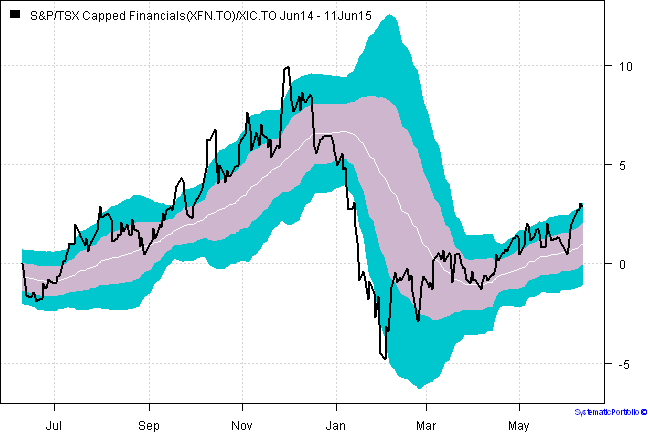 S&P/TSX Capped Financials(XFN.TO)/XIC.TO Jun14 - 11Jun15
10
5
0
-5
Jul Sep Nov Jan Mar May
SystematicPortfolio ©